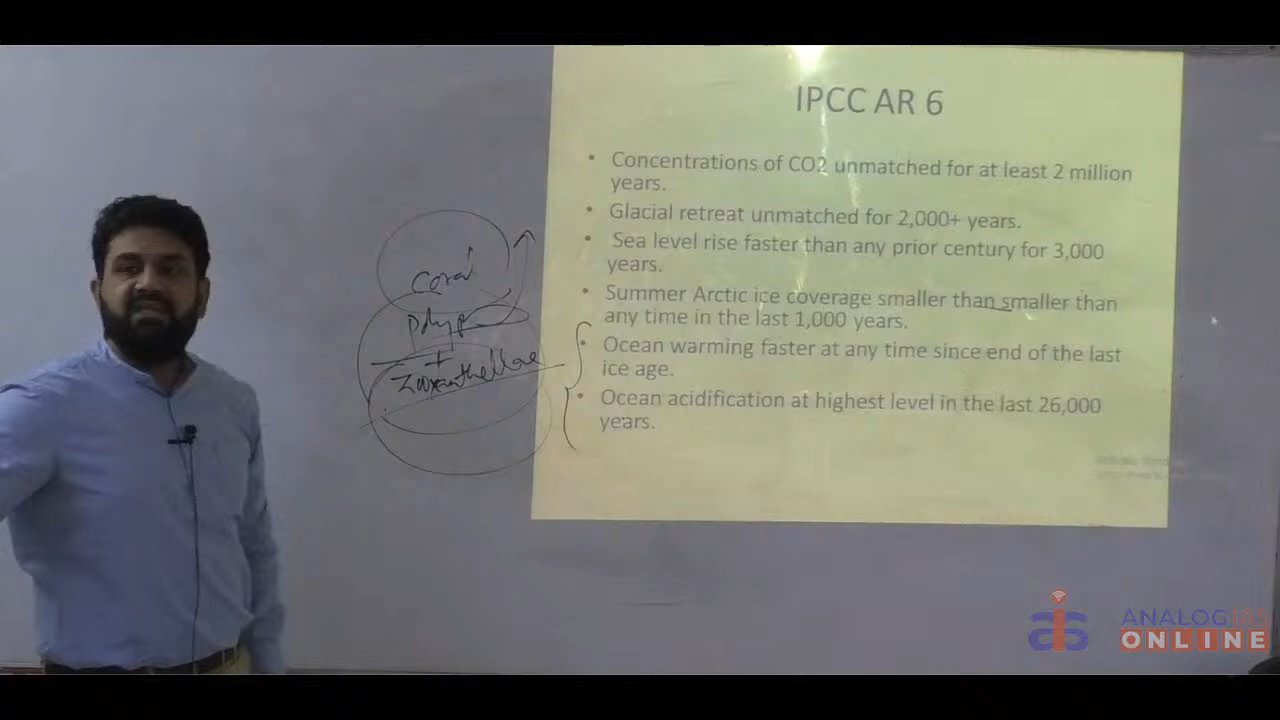 IPCC AR 6
• Concentrations of CO2 unmatched for at least 2 million
years.
• Glacial retreat unmatched for 2,000+ years.
• Sea level rise faster than any prior century for 3,000
years.
• Summer Arctic ice coverage smaller than smaller than
any time in the last 1,000 years.
• Ocean warming faster at any time since end of the last
ice age.
• Ocean acidification at highest level in the last 26,000
years.
Coral
Polyp
+
Zooxanthellae
ANALOG IAS
ONLINE